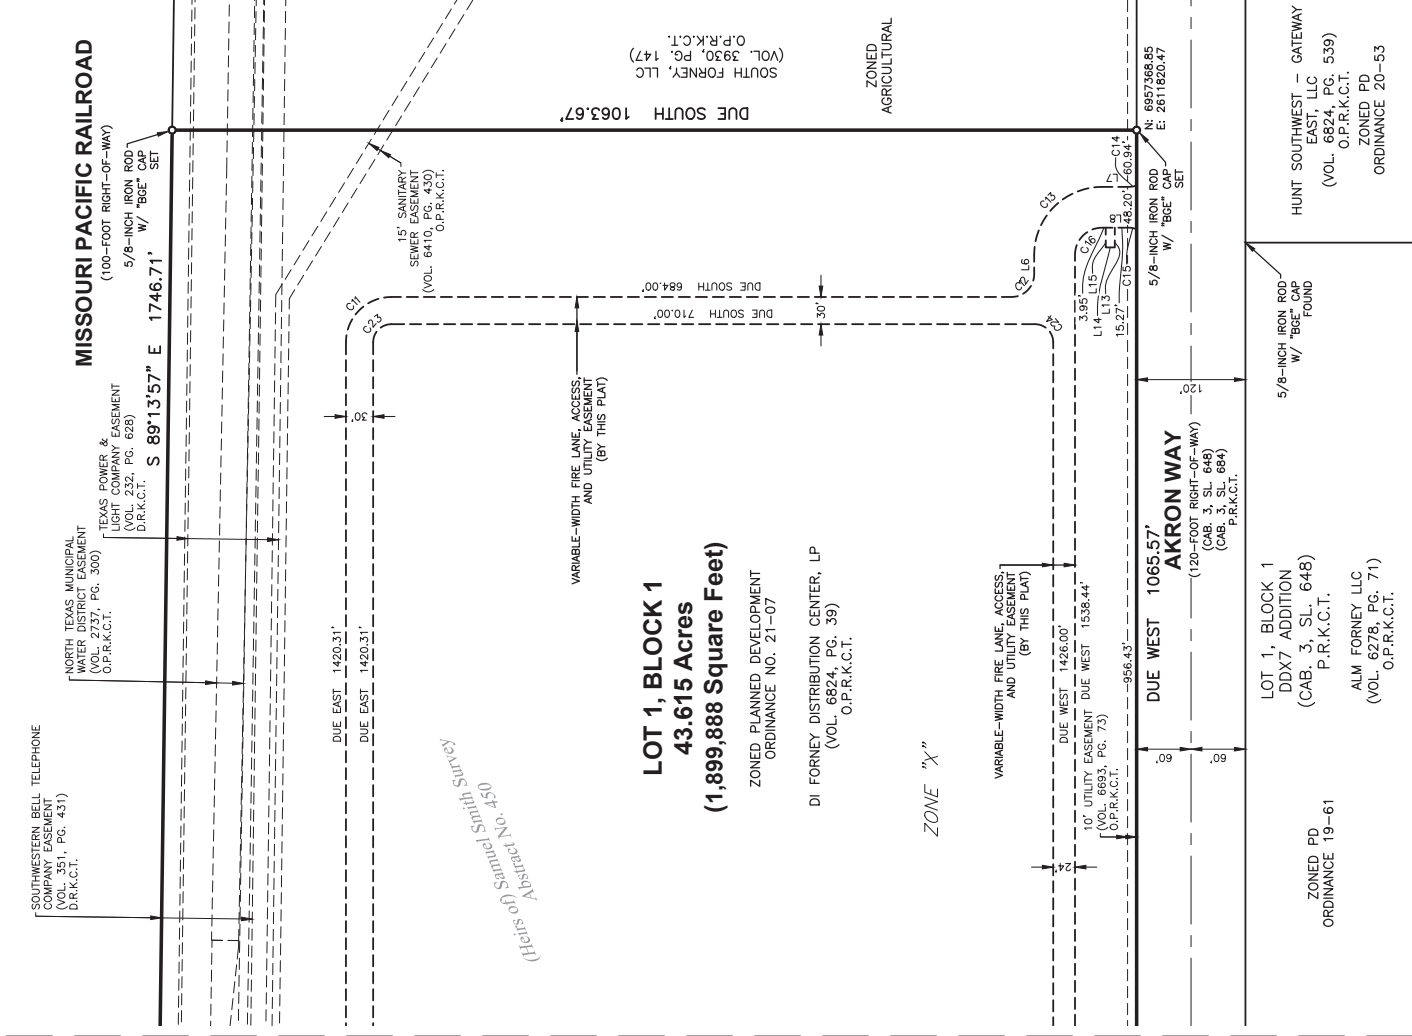 MISSOURI PACIFIC RAILROAD
(100-FOOT RIGHT-OF-WAY)
5/8-INCH IRON ROD
W/ "BGE" CAP
SET
S 89°13'57" E 1746.71'
TEXAS POWER &
LIGHT COMPANY EASEMENT
(VOL. 232, PG. 628)
D.R.K.C.T.
NORTH TEXAS MUNICIPAL
WATER DISTRICT EASEMENT
(VOL. 2737, PG. 300)
O.P.R.K.C.T.
SOUTHWESTERN BELL TELEPHONE
COMPANY EASEMENT
(VOL. 351, PG. 431)
D.R.K.C.T.
SOUTH FORNEY, LLC
(VOL. 3930, PG. 147)
O.P.R.K.C.T.
DUE SOUTH 1063.67'
ZONED
AGRICULTURAL
15' SANITARY
SEWER EASEMENT
(VOL. 6410, PG. 430)
O.P.R.K.C.T.
C11
C23
DUE SOUTH 684.00'
DUE SOUTH 710.00'
30'
30'
C12
L6
C13
C24
L7
C14
60.94'
48.20'
L8
C16
3.95'
L15
L14
L13
15.27'
C15
VARIABLE-WIDTH FIRE LANE, ACCESS,
AND UTILITY EASEMENT
(BY THIS PLAT)
DUE EAST 1420.31'
DUE EAST 1420.31'
LOT 1, BLOCK 1
43.615 Acres
(1,899,888 Square Feet)
ZONED PLANNED DEVELOPMENT
ORDINANCE NO. 21-07
DI FORNEY DISTRIBUTION CENTER, LP
(VOL. 6824, PG. 39)
O.P.R.K.C.T.
(Heirs of) Samuel Smith Survey
Abstract No. 450
ZONE "X"
VARIABLE-WIDTH FIRE LANE, ACCESS,
AND UTILITY EASEMENT
(BY THIS PLAT)
DUE WEST 1426.00'
DUE WEST 1538.44'
10' UTILITY EASEMENT
(VOL. 6693, PG. 73)
O.P.R.K.C.T.
24'
956.43'
DUE WEST 1065.57'
AKRON WAY
(120-FOOT RIGHT-OF-WAY)
(CAB. 3, SL. 648)
(CAB. 3, SL. 684)
P.R.K.C.T.
120'
60'
60'
N: 6957368.85
E: 2611820.47
5/8-INCH IRON ROD
W/ "BGE" CAP
SET
5/8-INCH IRON ROD
W/ "BGE" CAP
FOUND
HUNT SOUTHWEST - GATEWAY
EAST, LLC
(VOL. 6824, PG. 539)
O.P.R.K.C.T.
ZONED PD
ORDINANCE 20-53
LOT 1, BLOCK 1
DDX7 ADDITION
(CAB. 3, SL. 648)
P.R.K.C.T.
ALM FORNEY LLC
(VOL. 6278, PG. 71)
O.P.R.K.C.T.
ZONED PD
ORDINANCE 19-61